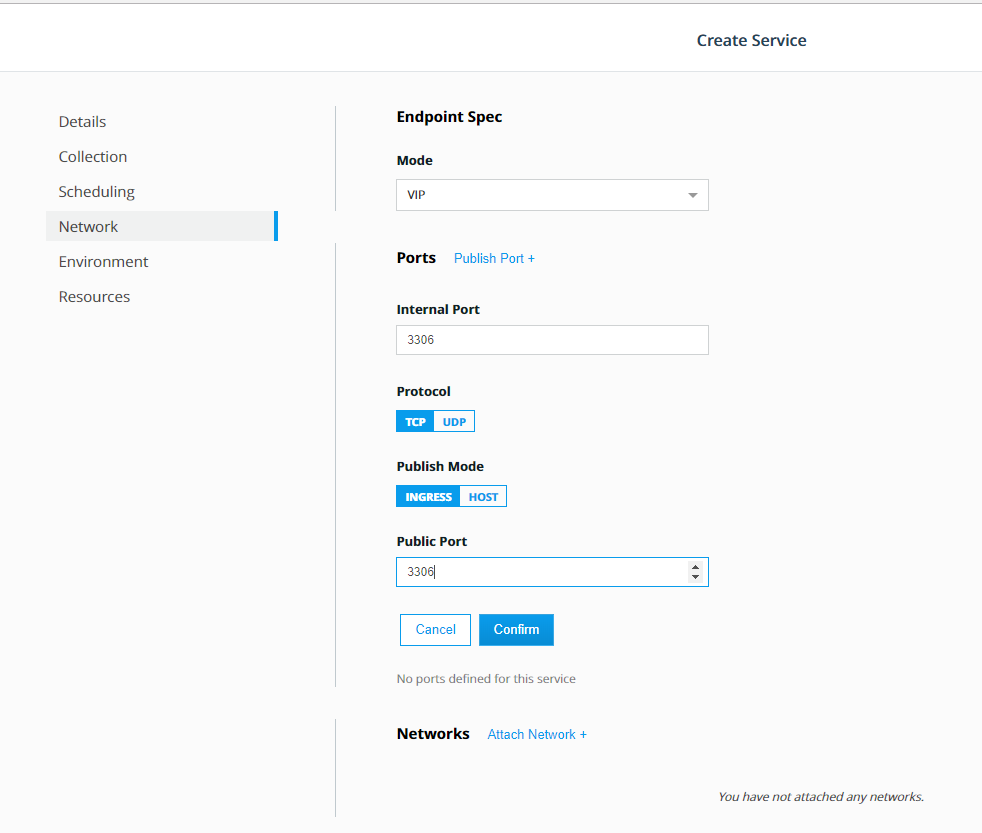 Create Service
Details
Collection
Scheduling
Network
Environment
Resources
Endpoint Spec
Mode
VIP
Ports Publish Port +
Internal Port
3306
Protocol
TCP UDP
Publish Mode
INGRESS HOST
Public Port
3306
Cancel Confirm
No ports defined for this service
Networks Attach Network +
You have not attached any networks.